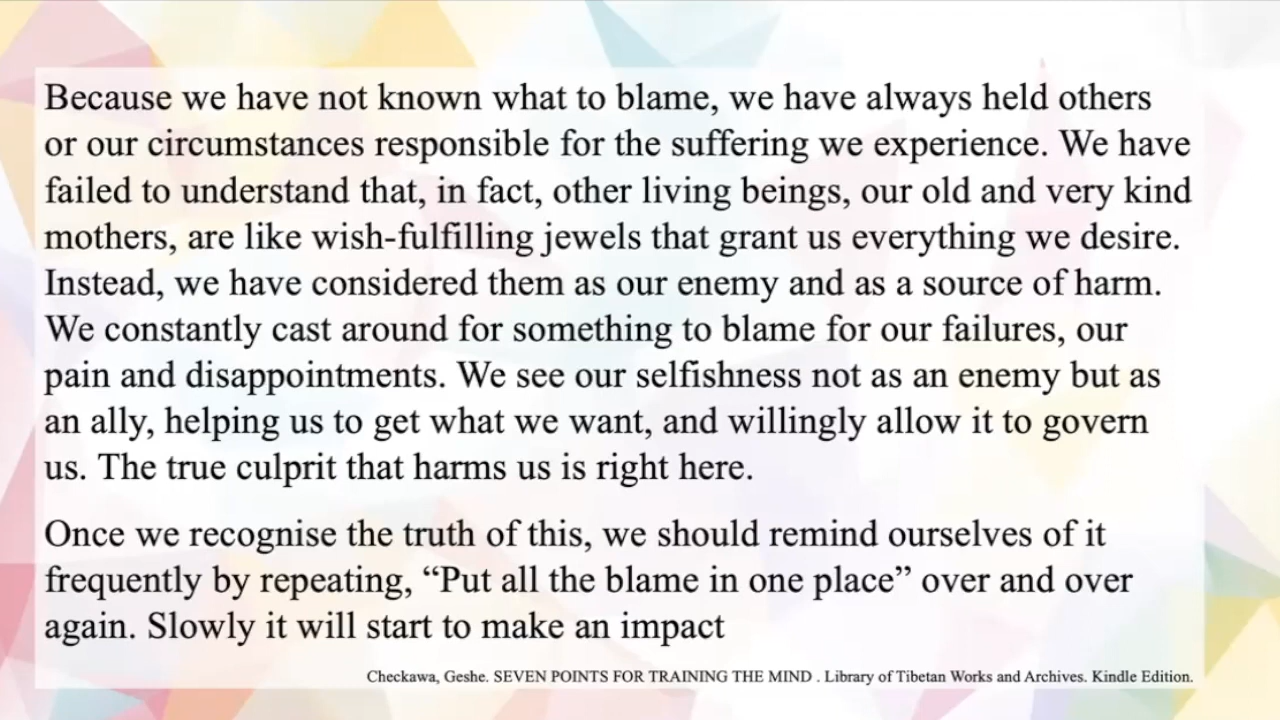 Because we have not known what to blame, we have always held others
or our circumstances responsible for the suffering we experience. We have
failed to understand that, in fact, other living beings, our old and very kind
mothers, are like wish-fulfilling jewels that grant us everything we desire.
Instead, we have considered them as our enemy and as a source of harm.
We constantly cast around for something to blame for our failures, our
pain and disappointments. We see our selfishness not as an enemy but as
an ally, helping us to get what we want, and willingly allow it to govern
us. The true culprit that harms us is right here.
Once we recognise the truth of this, we should remind ourselves of it
frequently by repeating, “Put all the blame in one place” over and over
again. Slowly it will start to make an impact
Checkawa, Geshe. SEVEN POINTS FOR TRAINING THE MIND . Library of Tibetan Works and Archives. Kindle Edition.